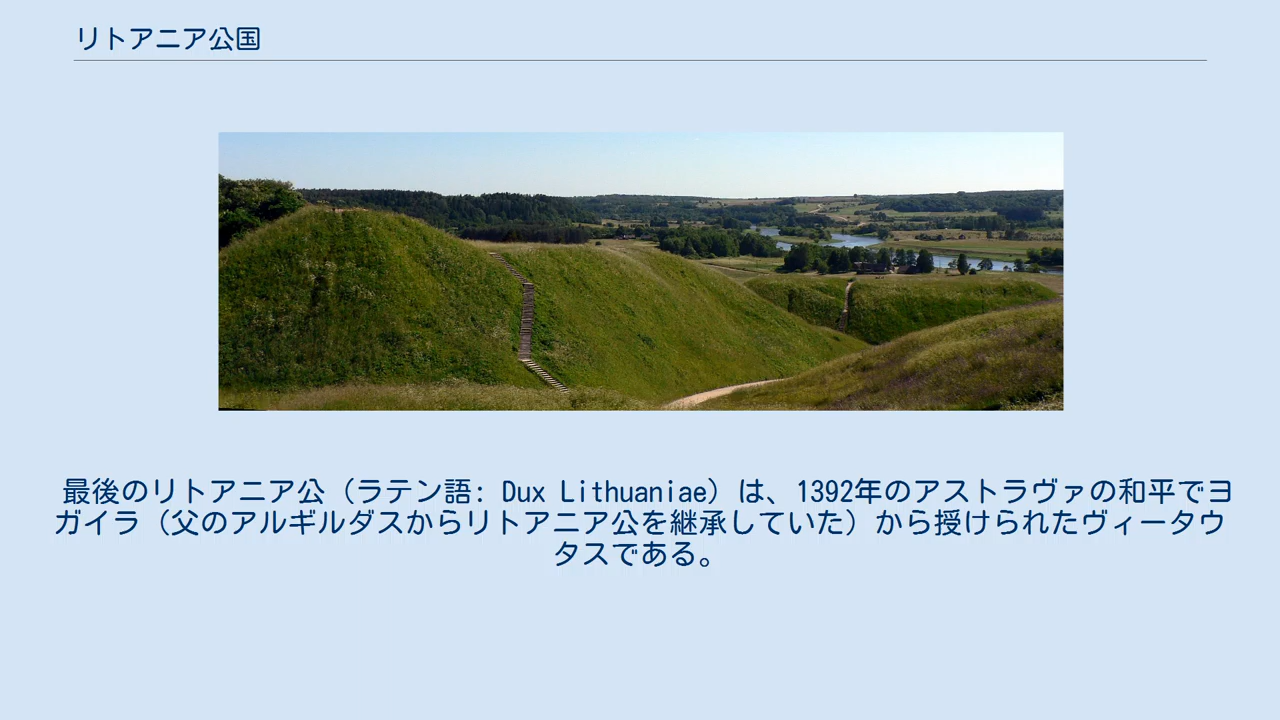 リトアニア公国
最後のリトアニア公（ラテン語: Dux Lithuaniae）は、1392年のアストラヴァの和平でヨ
ガイラ（父のアルギルダスからリトアニア公を継承していた）から授けられたヴィータウ
タスである。